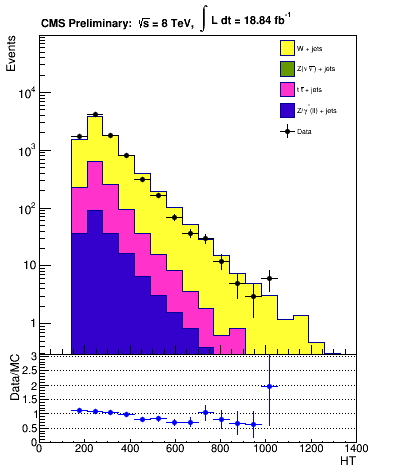 CMS Preliminary: √s = 8 TeV, ∫ L dt = 18.84 fb⁻¹
Events
W + jets
Z(ν ν̅) + jets
t t̅ + jets
Z/γ*(ll) + jets
Data
10⁴
10³
10²
10
1
Data/MC
3
2.5
2
1.5
1
0.5
0
0 200 400 600 800 1000 1200 1400
HT